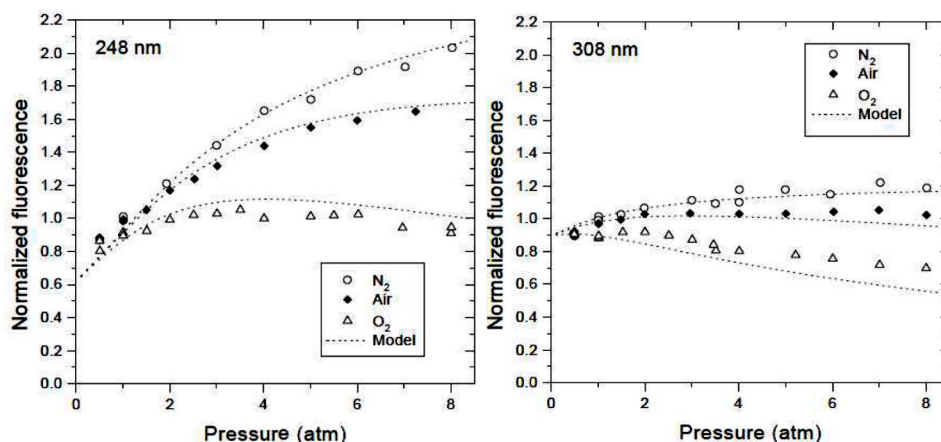 248 nm
Normalized fluorescence
2.2
2.0
1.8
1.6
1.4
1.2
1.0
0.8
0.6
0.4
0.2
0.0
N2
Air
O2
Model
0 2 4 6 8
Pressure (atm)
308 nm
Normalized fluorescence
2.2
2.0
1.8
1.6
1.4
1.2
1.0
0.8
0.6
0.4
0.2
0.0
N2
Air
O2
Model
0 2 4 6 8
Pressure (atm)